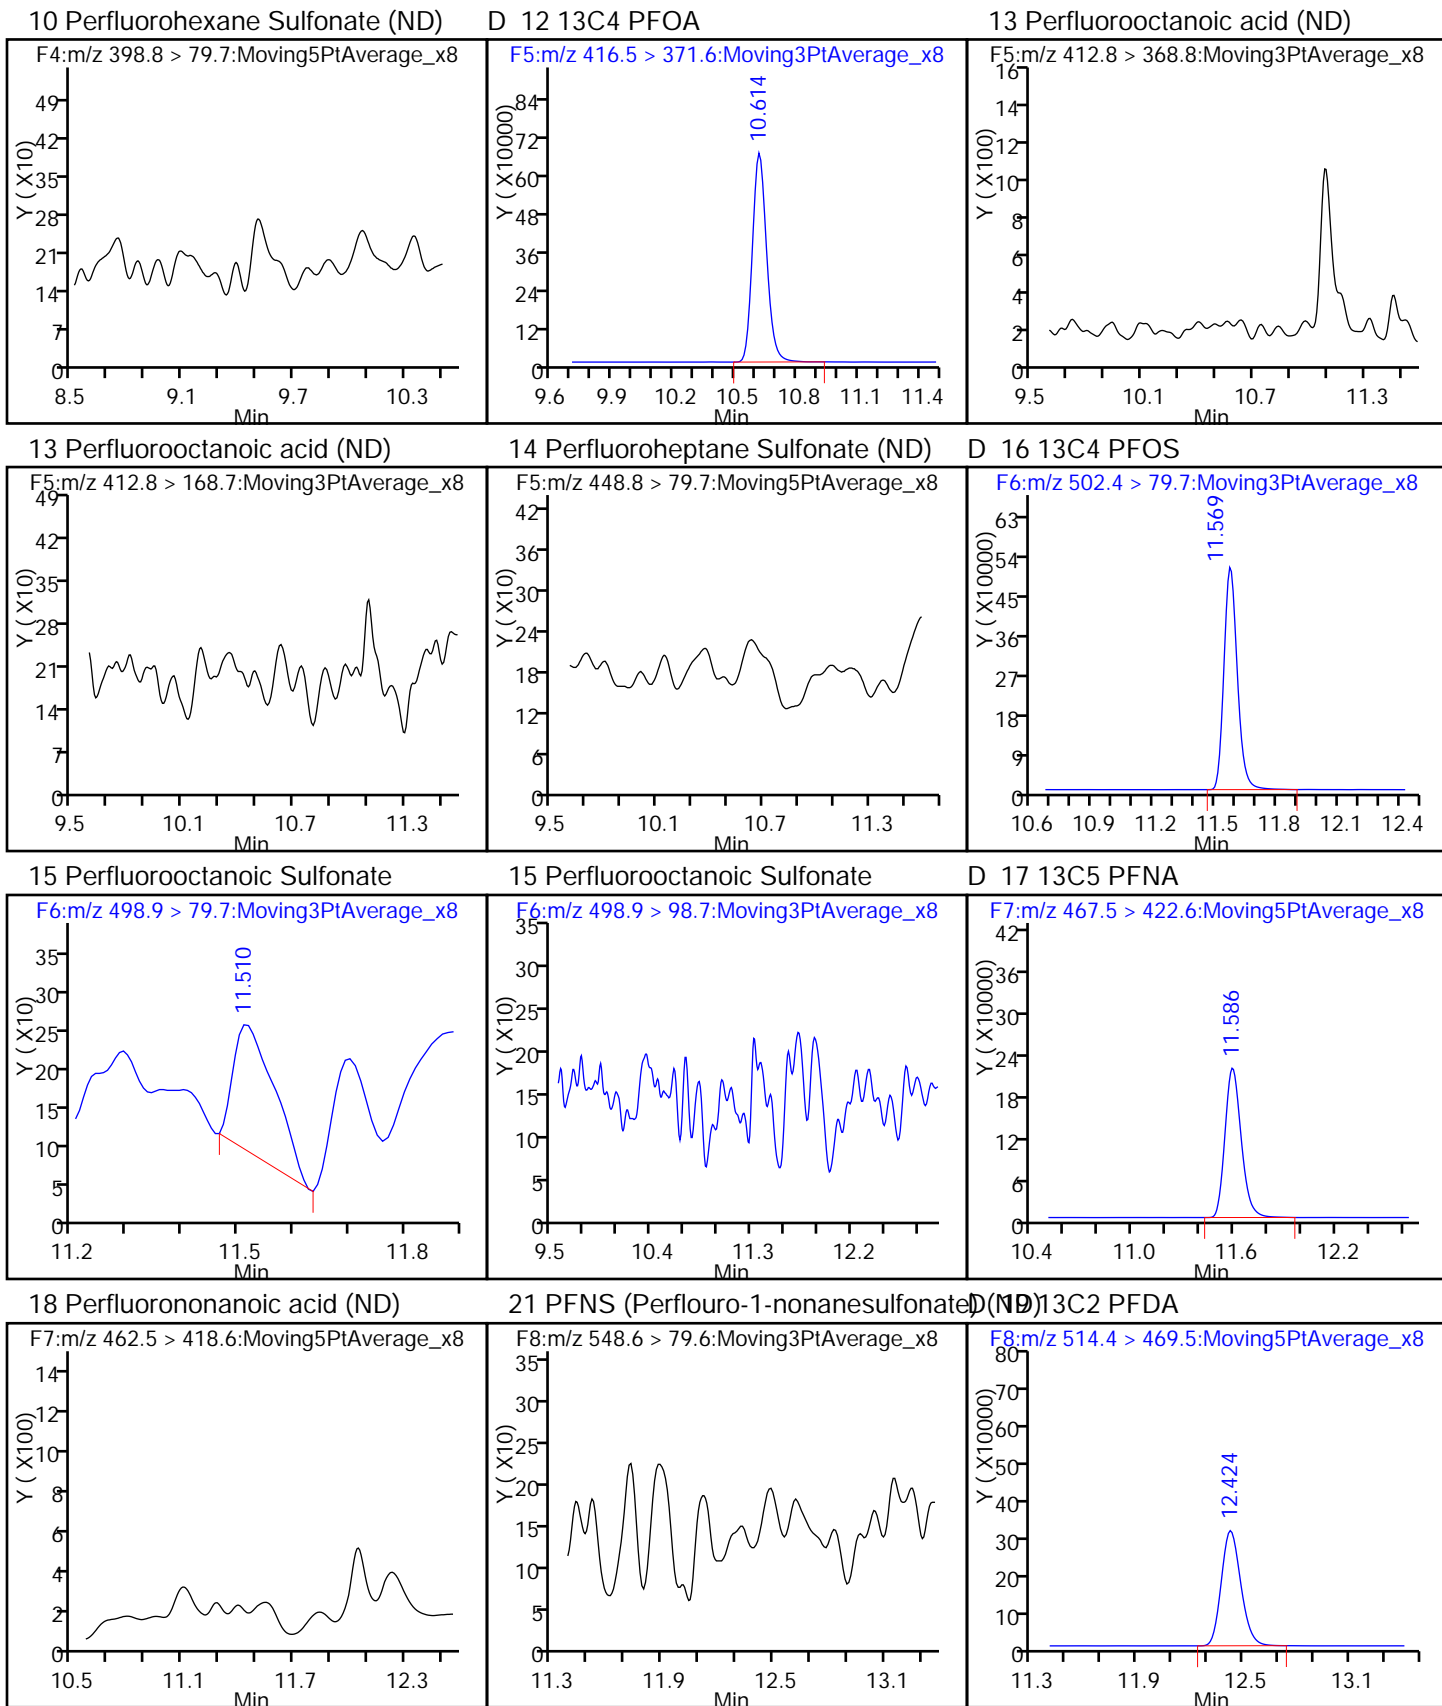 10 Perfluorohexane Sulfonate (ND)
F4:m/z 398.8 > 79.7:Moving5PtAverage_x8
Y ( X10)
49
42
35
28
21
14
7
0
8.5 9.1 9.7 10.3
Min
D 12 13C4 PFOA
F5:m/z 416.5 > 371.6:Moving3PtAverage_x8
Y ( X10000)
84
72
60
48
36
24
12
0
10.614
9.6 9.9 10.2 10.5 10.8 11.1 11.4
Min
13 Perfluorooctanoic acid (ND)
F5:m/z 412.8 > 368.8:Moving3PtAverage_x8
Y ( X100)
16
14
12
10
8
6
4
2
0
9.5 10.1 10.7 11.3
Min
13 Perfluorooctanoic acid (ND)
F5:m/z 412.8 > 168.7:Moving3PtAverage_x8
Y ( X10)
49
42
35
28
21
14
7
0
9.5 10.1 10.7 11.3
Min
14 Perfluoroheptane Sulfonate (ND)
F5:m/z 448.8 > 79.7:Moving5PtAverage_x8
Y ( X10)
42
36
30
24
18
12
6
0
9.5 10.1 10.7 11.3
Min
D 16 13C4 PFOS
F6:m/z 502.4 > 79.7:Moving3PtAverage_x8
Y ( X10000)
63
54
45
36
27
18
9
0
11.569
10.6 10.9 11.2 11.5 11.8 12.1 12.4
Min
15 Perfluorooctanoic Sulfonate
F6:m/z 498.9 > 79.7:Moving3PtAverage_x8
Y ( X10)
35
30
25
20
15
10
5
0
11.510
11.2 11.5 11.8
Min
15 Perfluorooctanoic Sulfonate
F6:m/z 498.9 > 98.7:Moving3PtAverage_x8
Y ( X10)
35
30
25
20
15
10
5
0
9.5 10.4 11.3 12.2
Min
D 17 13C5 PFNA
F7:m/z 467.5 > 422.6:Moving5PtAverage_x8
Y ( X10000)
42
36
30
24
18
12
6
0
11.586
10.4 11.0 11.6 12.2
Min
18 Perfluorononanoic acid (ND)
F7:m/z 462.5 > 418.6:Moving5PtAverage_x8
Y ( X100)
14
12
10
8
6
4
2
0
10.5 11.1 11.7 12.3
Min
21 PFNS (Perflouro-1-nonanesulfonate) (ND)
F8:m/z 548.6 > 79.6:Moving3PtAverage_x8
Y ( X10)
35
30
25
20
15
10
5
0
11.3 11.9 12.5 13.1
Min
D 19 13C2 PFDA
F8:m/z 514.4 > 469.5:Moving5PtAverage_x8
Y ( X10000)
80
70
60
50
40
30
20
10
0
12.424
11.3 11.9 12.5 13.1
Min